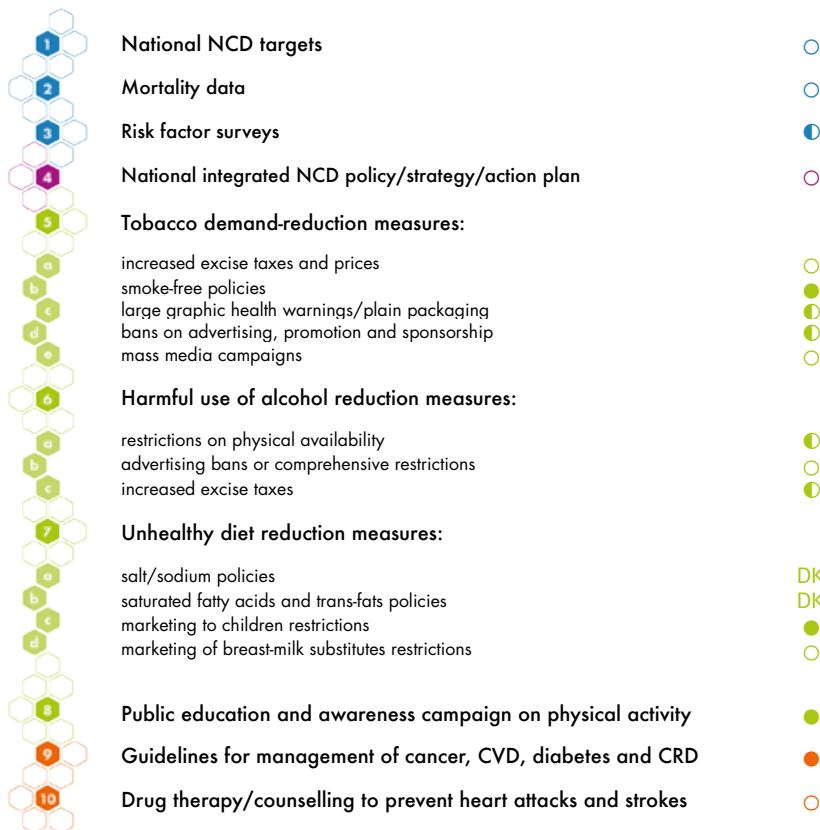 1 National NCD targets ○
2 Mortality data ○
3 Risk factor surveys ◐
4 National integrated NCD policy/strategy/action plan ○
5 Tobacco demand-reduction measures:
a increased excise taxes and prices ○
b smoke-free policies ●
c large graphic health warnings/plain packaging ◐
d bans on advertising, promotion and sponsorship ◐
e mass media campaigns ○
6 Harmful use of alcohol reduction measures:
a restrictions on physical availability ◐
b advertising bans or comprehensive restrictions ○
c increased excise taxes ◐
7 Unhealthy diet reduction measures:
a salt/sodium policies DK
b saturated fatty acids and trans-fats policies DK
c marketing to children restrictions ●
d marketing of breast-milk substitutes restrictions ○
8 Public education and awareness campaign on physical activity ●
9 Guidelines for management of cancer, CVD, diabetes and CRD ●
10 Drug therapy/counselling to prevent heart attacks and strokes ○